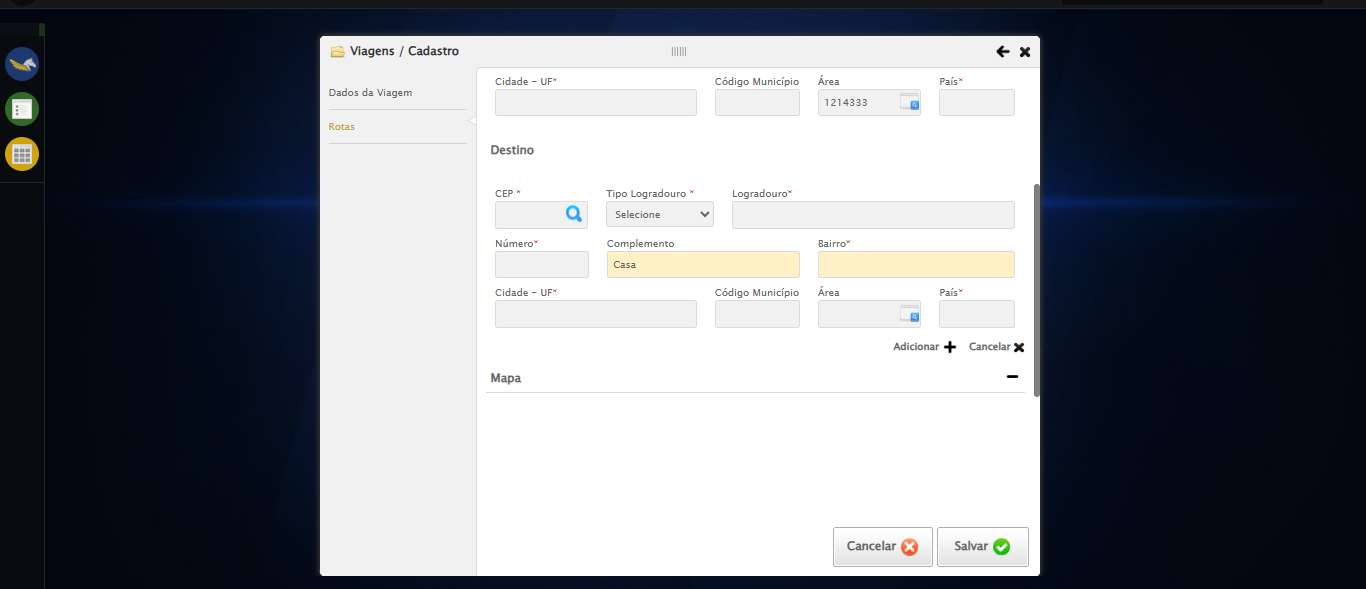 Viagens / Cadastro
Dados da Viagem
Rotas
Cidade - UF* Código Município Área País*
1214333
Destino
CEP * Tipo Logradouro * Logradouro*
Selecione
Número* Complemento Bairro*
Casa
Cidade - UF* Código Município Área País*
Adicionar Cancelar
Mapa
Cancelar Salvar